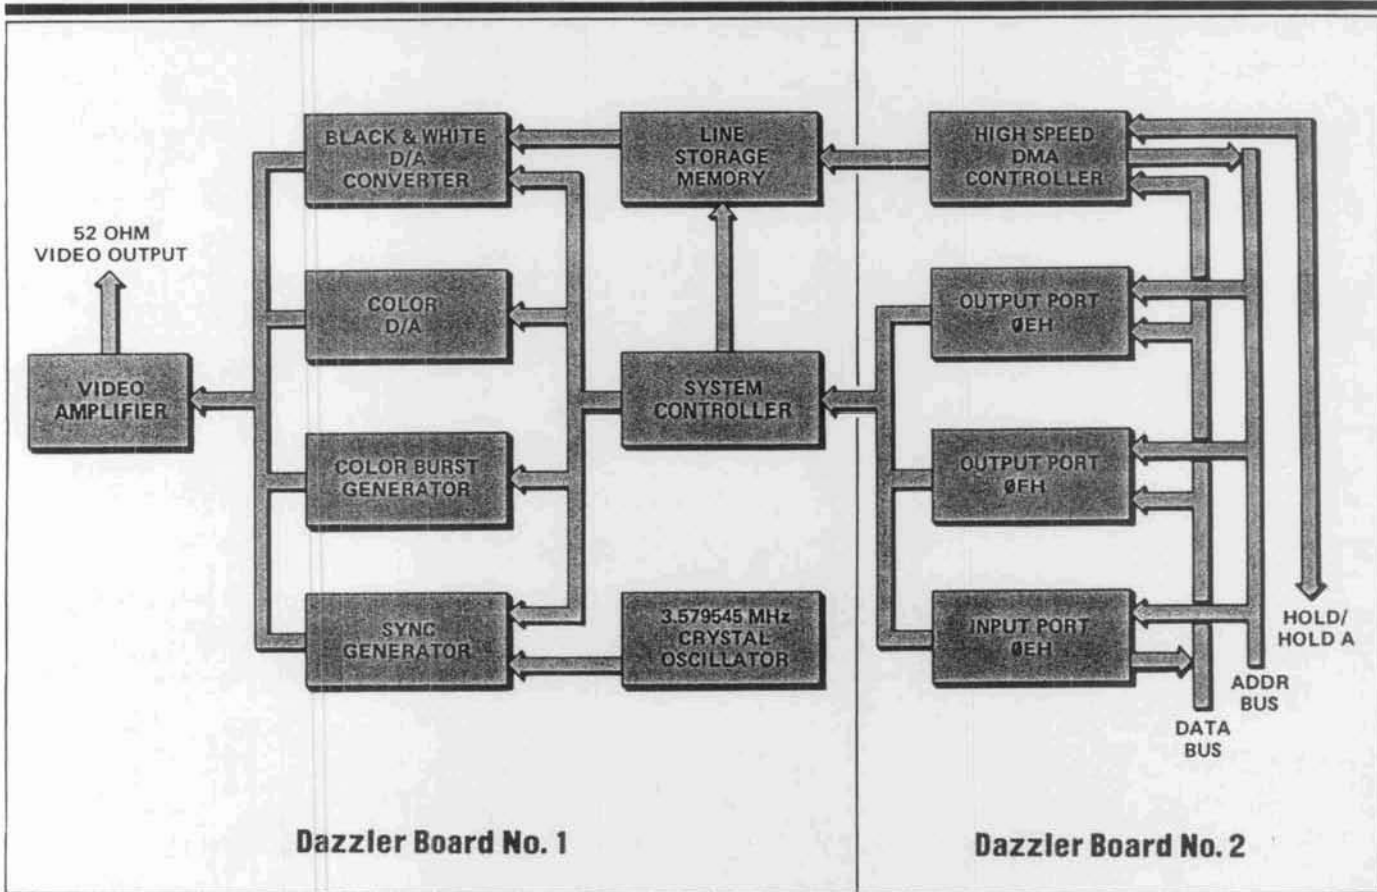 BLACK & WHITE
D/A
CONVERTER
LINE
STORAGE
MEMORY
HIGH SPEED
DMA
CONTROLLER
52 OHM
VIDEO OUTPUT
COLOR
D/A
OUTPUT PORT
ØEH
VIDEO
AMPLIFIER
SYSTEM
CONTROLLER
COLOR BURST
GENERATOR
OUTPUT PORT
ØFH
SYNC
GENERATOR
3.579545 MHz
CRYSTAL
OSCILLATOR
INPUT PORT
ØEH
HOLD/
HOLD A
ADDR
BUS
DATA
BUS
Dazzler Board No. 1
Dazzler Board No. 2